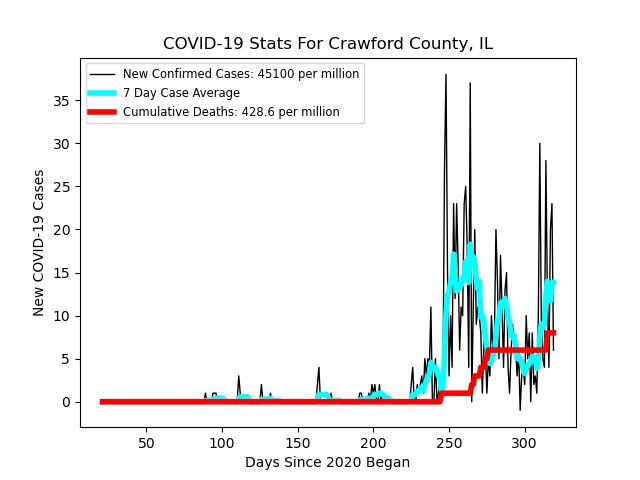 COVID-19 Stats For Crawford County, IL
New Confirmed Cases: 45100 per million
7 Day Case Average
Cumulative Deaths: 428.6 per million
New COVID-19 Cases
35
30
25
20
15
10
5
0
50 100 150 200 250 300
Days Since 2020 Began